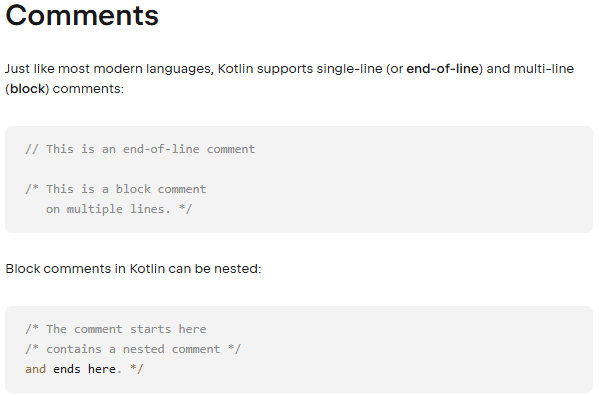 Comments
Just like most modern languages, Kotlin supports single-line (or end-of-line) and multi-line
(block) comments:
// This is an end-of-line comment
/* This is a block comment
   on multiple lines. */
Block comments in Kotlin can be nested:
/* The comment starts here
/* contains a nested comment */
and ends here. */